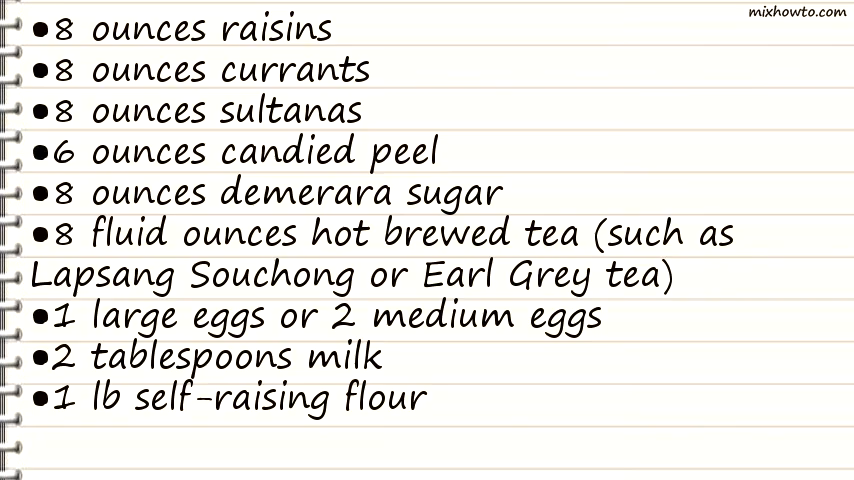 mixhowto.com
•8 ounces raisins
•8 ounces currants
•8 ounces sultanas
•6 ounces candied peel
•8 ounces demerara sugar
•8 fluid ounces hot brewed tea (such as
Lapsang Souchong or Earl Grey tea)
•1 large eggs or 2 medium eggs
•2 tablespoons milk
•1 lb self-raising flour